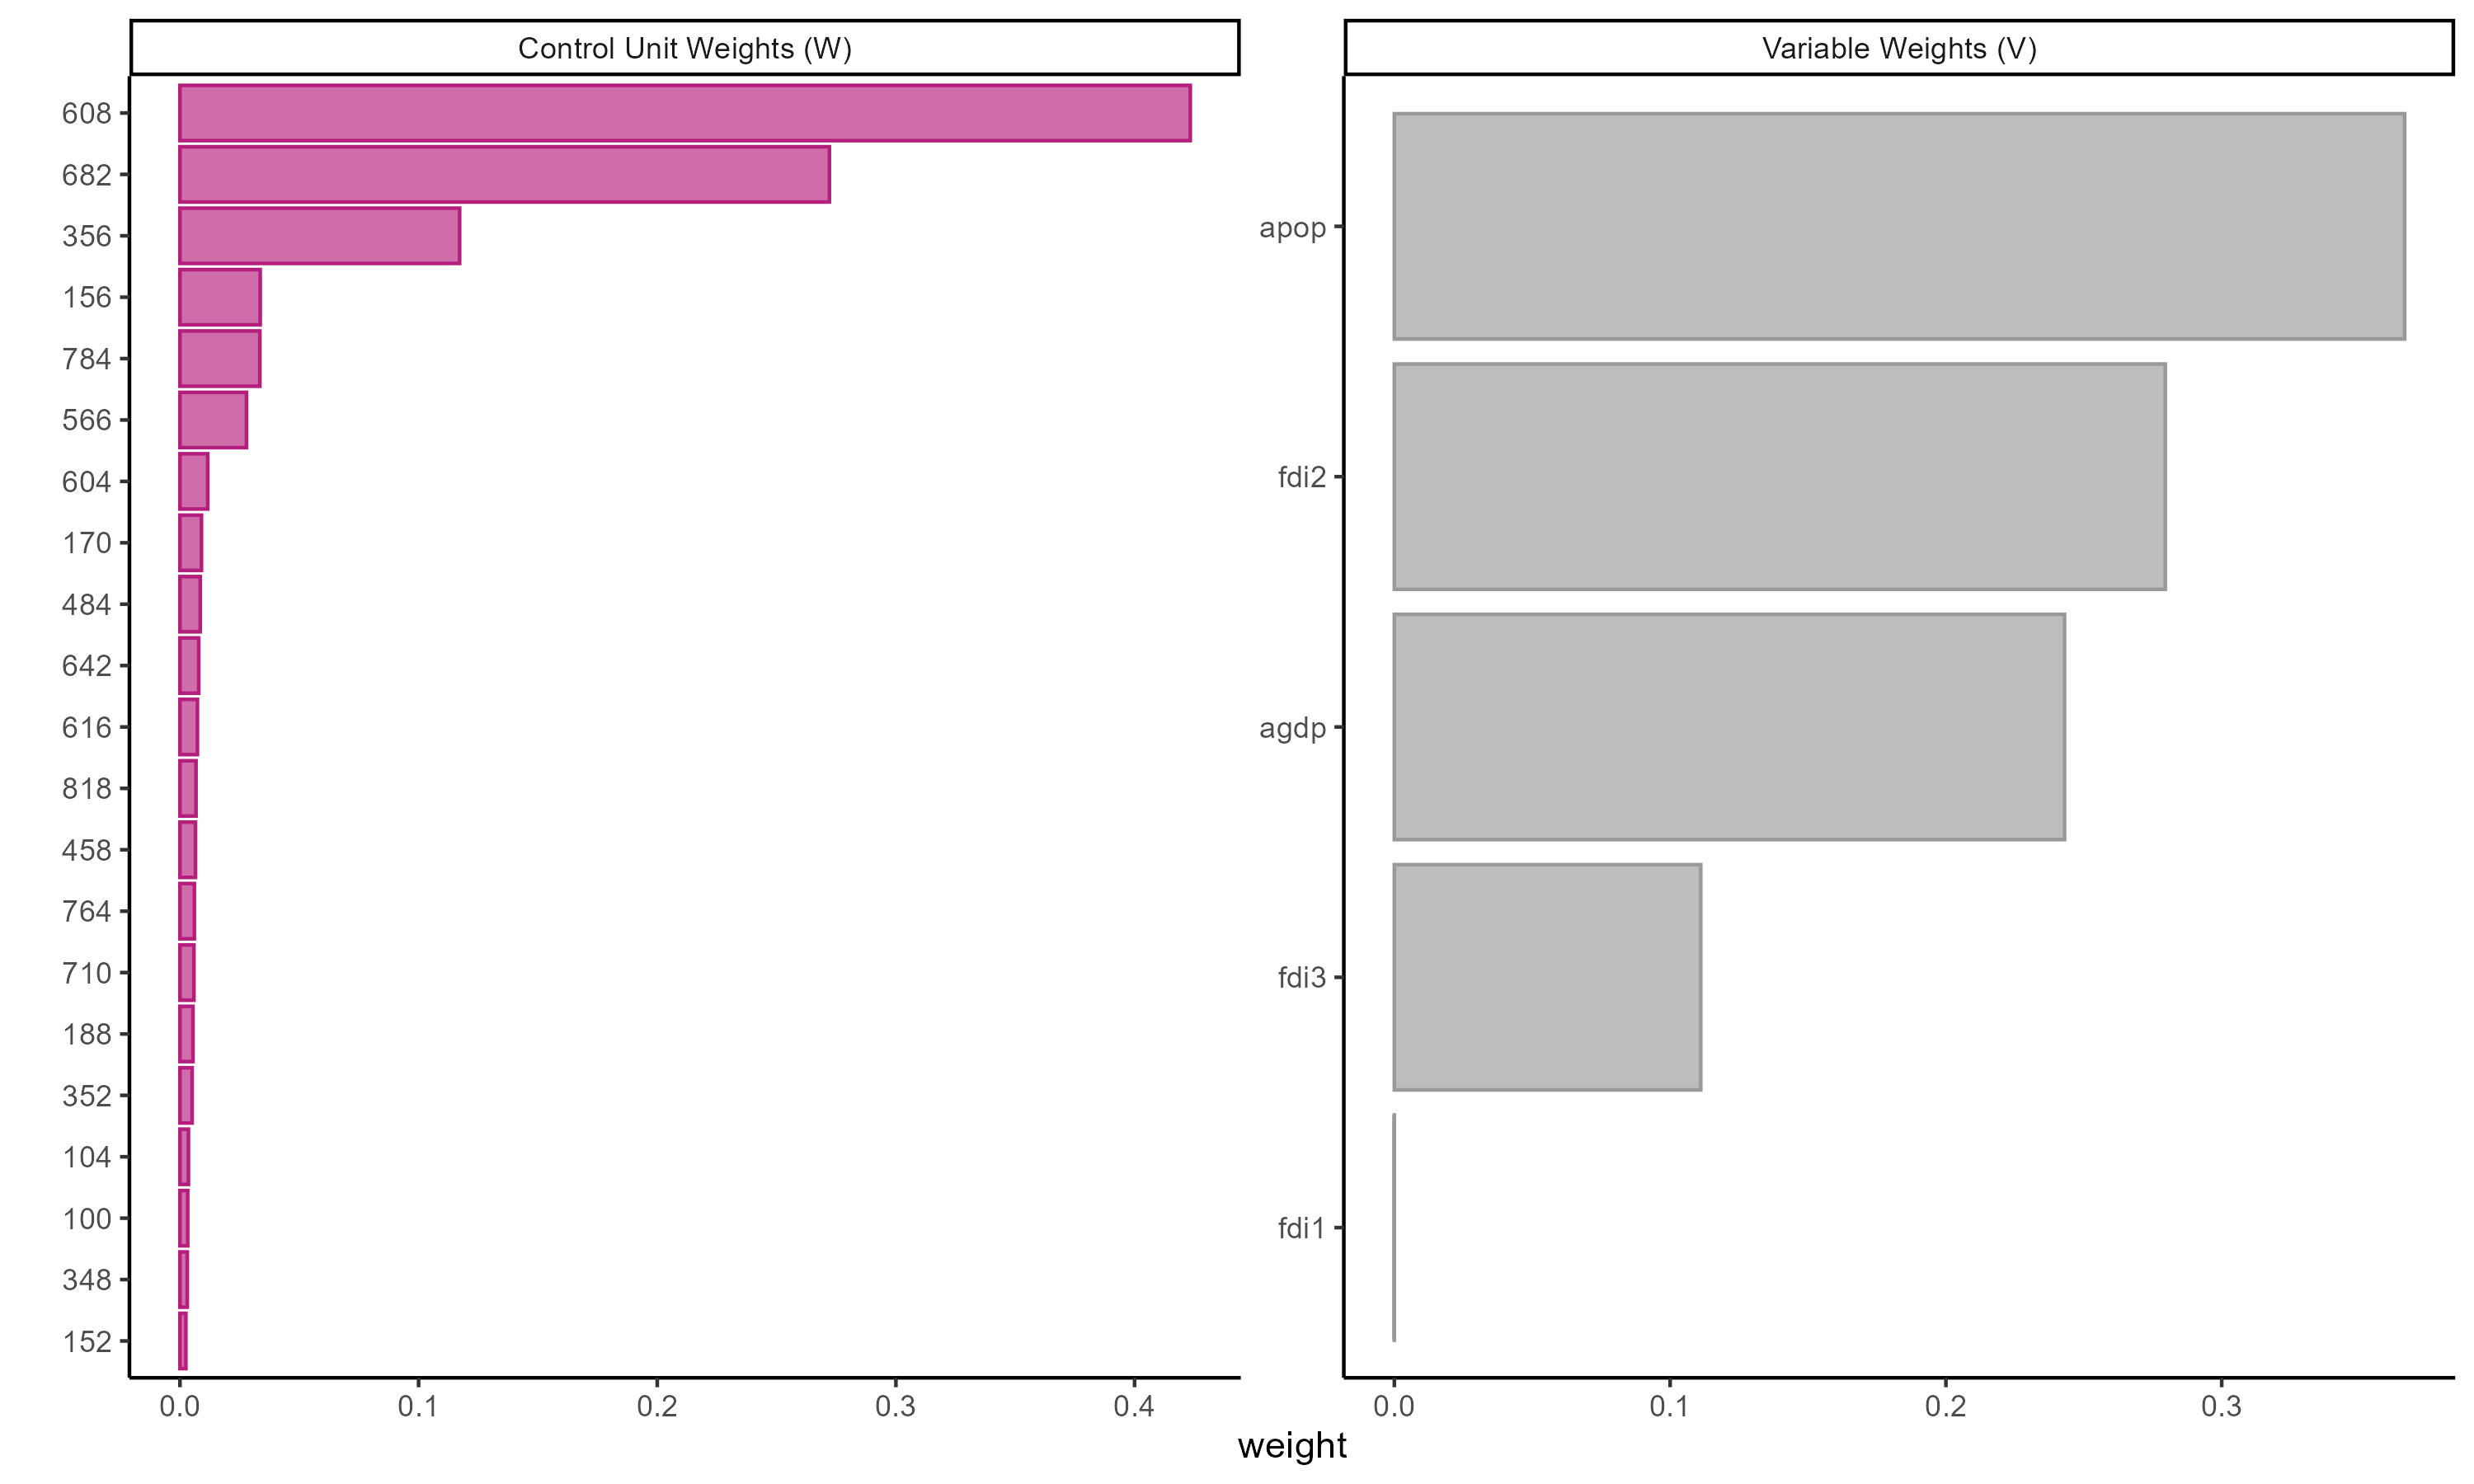 Control Unit Weights (W)
608
682
356
156
784
566
604
170
484
642
616
818
458
764
710
188
352
104
100
348
152
0.0 0.1 0.2 0.3 0.4
Variable Weights (V)
apop
fdi2
agdp
fdi3
fdi1
0.0 0.1 0.2 0.3
weight